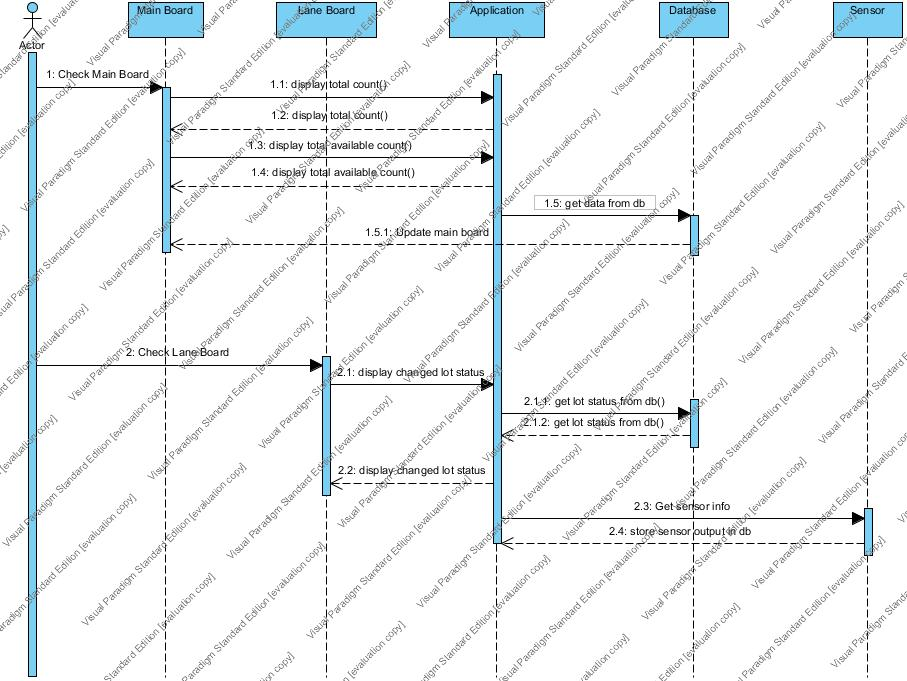 Main Board
Lane Board
Application
Database
Sensor
Actor
1: Check Main Board
1.1: display total count()
1.2: display total count()
1.3: display total available count()
1.4: display total available count()
1.5: get data from db
1.5.1: Update main board
2: Check Lane Board
2.1: display changed lot status
2.1.1: get lot status from db()
2.1.2: get lot status from db()
2.2: display changed lot status
2.3: Get sensor info
2.4: store sensor output in db
Visual Paradigm Standard Edition [evaluation copy]